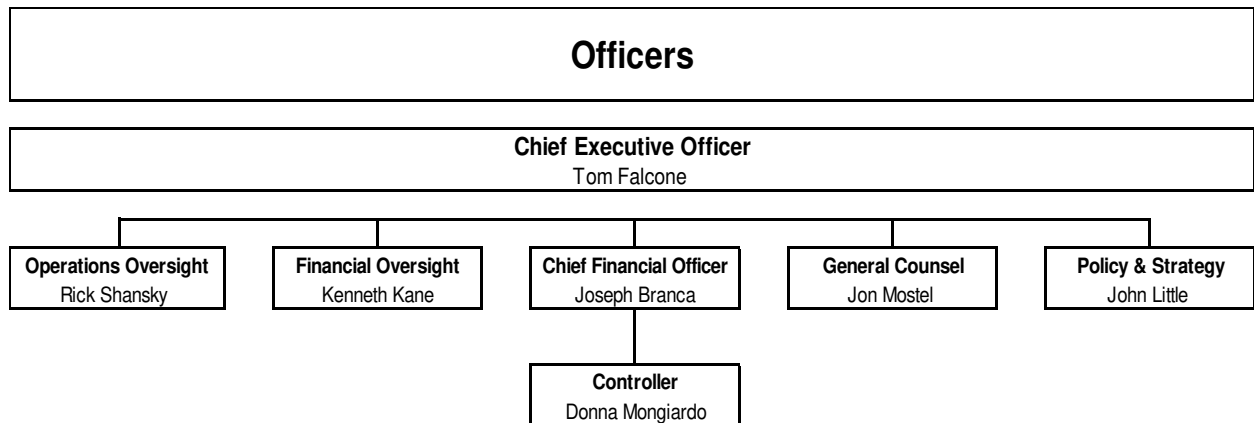 Officers
Chief Executive Officer
Tom Falcone
Operations Oversight
Rick Shansky
Financial Oversight
Kenneth Kane
Chief Financial Officer
Joseph Branca
General Counsel
Jon Mostel
Policy & Strategy
John Little
Controller
Donna Mongiardo